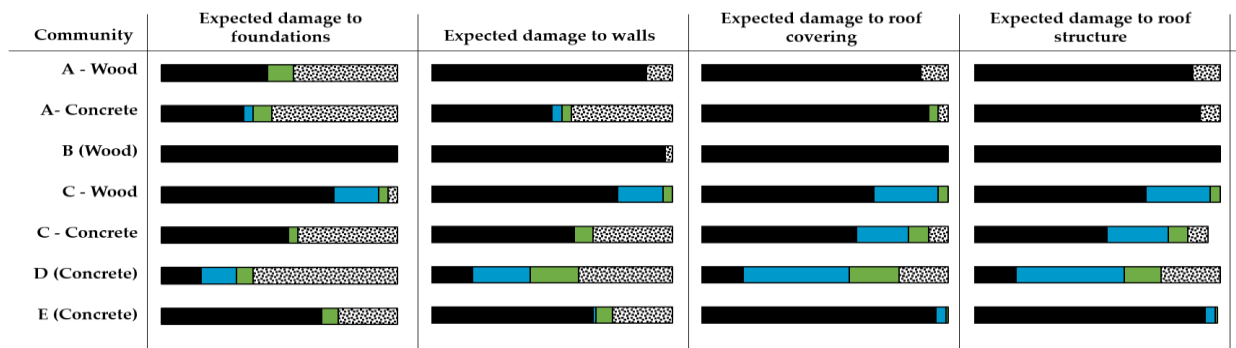 Community
Expected damage to
foundations
Expected damage to walls
Expected damage to roof
covering
Expected damage to roof
structure
A - Wood
A- Concrete
B (Wood)
C - Wood
C - Concrete
D (Concrete)
E (Concrete)